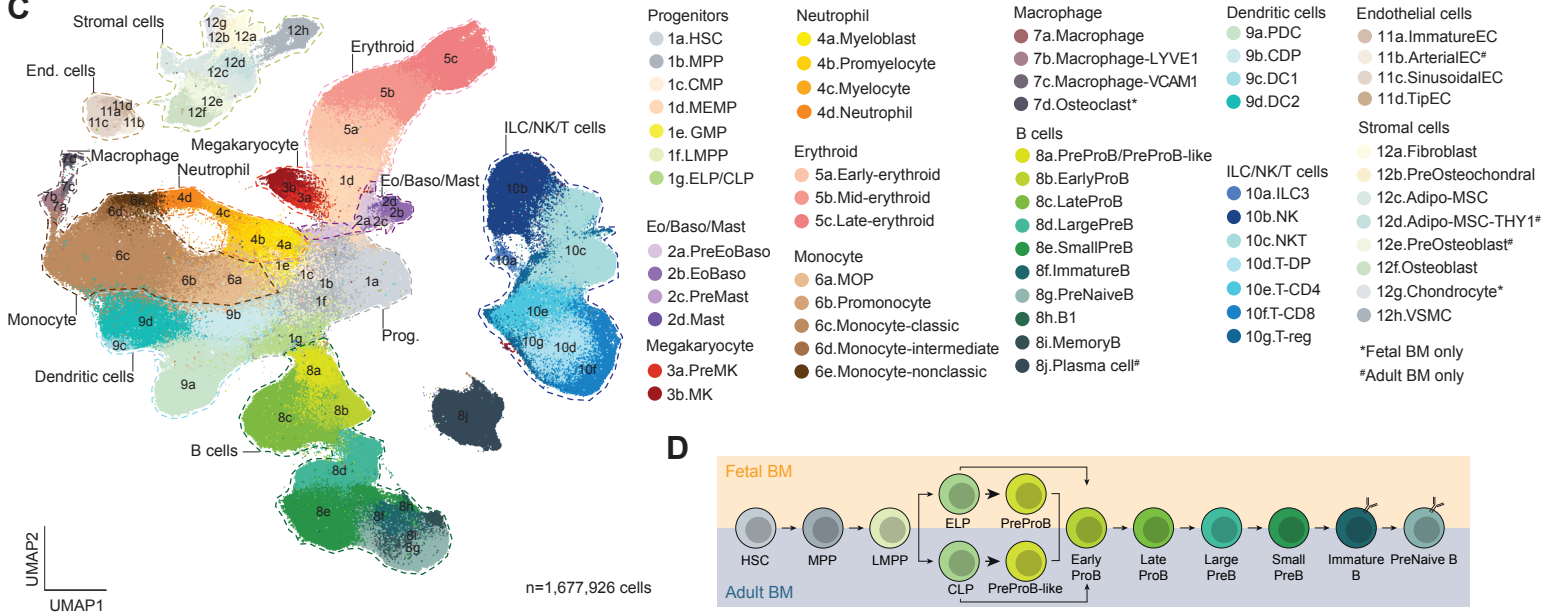 C
Stromal cells
12g
12b
12a
12h
12d
12c
12e
12f
End. cells
11d
11a
11c
11b
Erythroid
5c
5b
5a
Megakaryocyte
Macrophage
Neutrophil
7c
7b
7a
3b
3a
1d
Eo/Baso/Mast
2d
2b
2a
2c
6e
6d
4d
4c
4b
4a
6c
6b
6a
1e
1c
1b
1a
1f
Monocyte
9d
9b
9c
1g
Prog.
Dendritic cells
9a
8a
8c
8b
B cells
8d
8e
8f
8h
8i
8g
8j
ILC/NK/T cells
10b
10a
10c
10e
10g
10d
10f
UMAP2
UMAP1
n=1,677,926 cells
Progenitors
1a.HSC
1b.MPP
1c.CMP
1d.MEMP
1e. GMP
1f.LMPP
1g.ELP/CLP
Eo/Baso/Mast
2a.PreEoBaso
2b.EoBaso
2c.PreMast
2d.Mast
Megakaryocyte
3a.PreMK
3b.MK
Neutrophil
4a.Myeloblast
4b.Promyelocyte
4c.Myelocyte
4d.Neutrophil
Erythroid
5a.Early-erythroid
5b.Mid-erythroid
5c.Late-erythroid
Monocyte
6a.MOP
6b.Promonocyte
6c.Monocyte-classic
6d.Monocyte-intermediate
6e.Monocyte-nonclassic
Macrophage
7a.Macrophage
7b.Macrophage-LYVE1
7c.Macrophage-VCAM1
7d.Osteoclast*
B cells
8a.PreProB/PreProB-like
8b.EarlyProB
8c.LateProB
8d.LargePreB
8e.SmallPreB
8f.ImmatureB
8g.PreNaiveB
8h.B1
8i.MemoryB
8j.Plasma cell#
Dendritic cells
9a.PDC
9b.CDP
9c.DC1
9d.DC2
ILC/NK/T cells
10a.ILC3
10b.NK
10c.NKT
10d.T-DP
10e.T-CD4
10f.T-CD8
10g.T-reg
Endothelial cells
11a.ImmatureEC
11b.ArterialEC#
11c.SinusoidalEC
11d.TipEC
Stromal cells
12a.Fibroblast
12b.PreOsteochondral
12c.Adipo-MSC
12d.Adipo-MSC-THY1#
12e.PreOsteoblast#
12f.Osteoblast
12g.Chondrocyte*
12h.VSMC
*Fetal BM only
#Adult BM only
D
Fetal BM
ELP
PreProB
HSC
MPP
LMPP
Early
ProB
Late
ProB
Large
PreB
Small
PreB
Immature
B
PreNaive B
CLP
PreProB-like
Adult BM